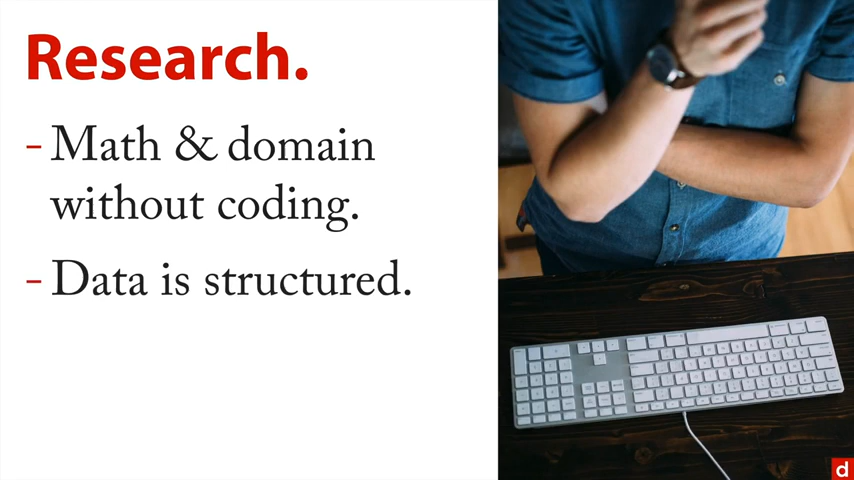 Research.
- Math & domain
without coding.
- Data is structured.
d